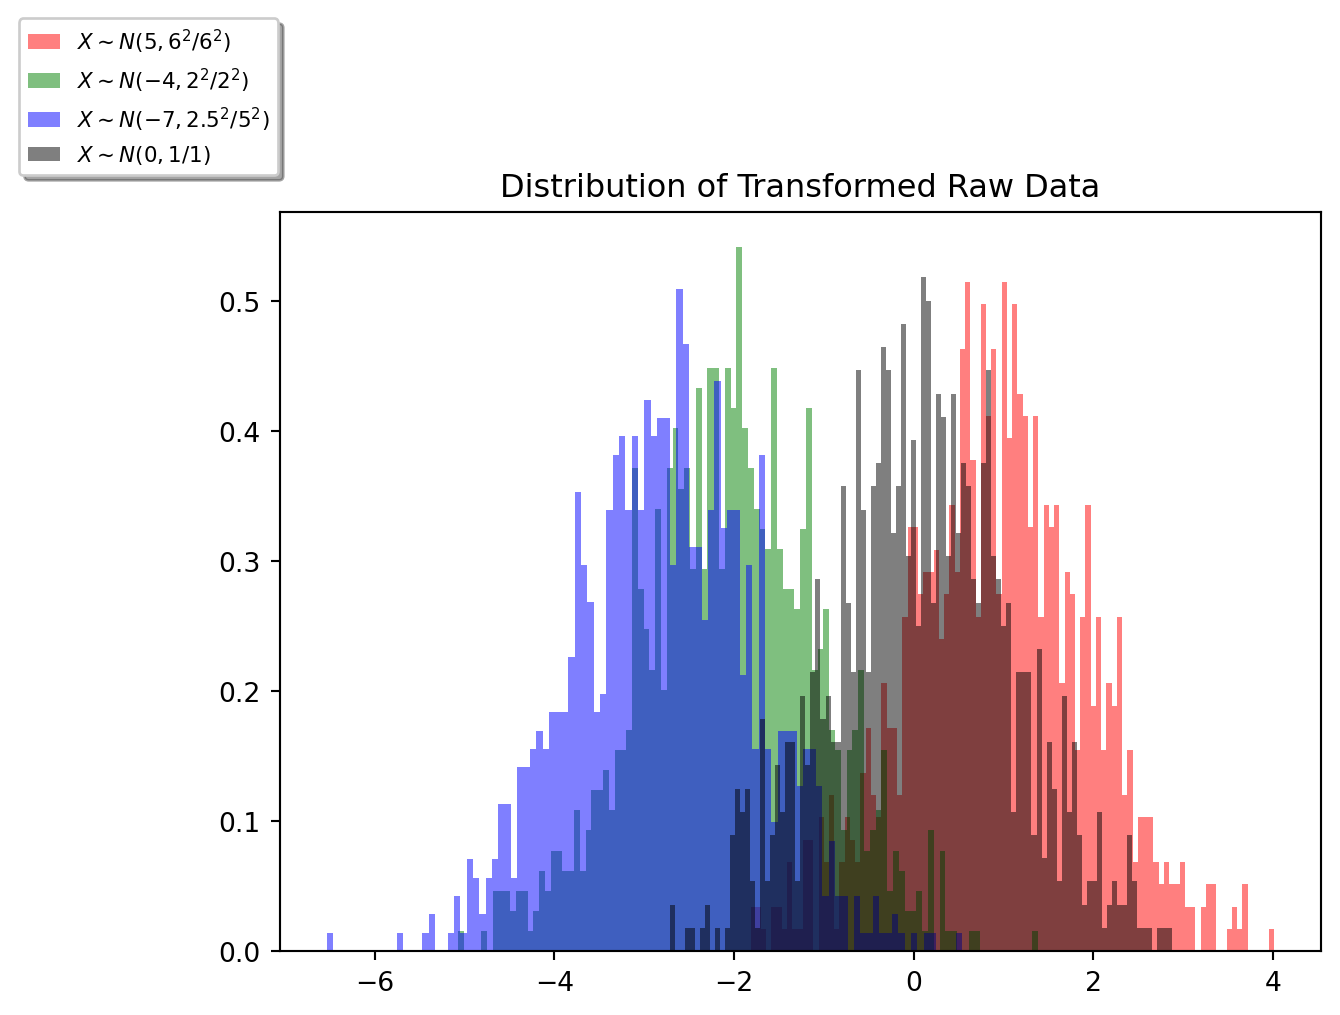 X ~ N(5, 6²/6²)
X ~ N(−4, 2²/2²)
X ~ N(−7, 2.5²/5²)
X ~ N(0, 1/1)
Distribution of Transformed Raw Data
0.5
0.4
0.3
0.2
0.1
0.0
−6 −4 −2 0 2 4